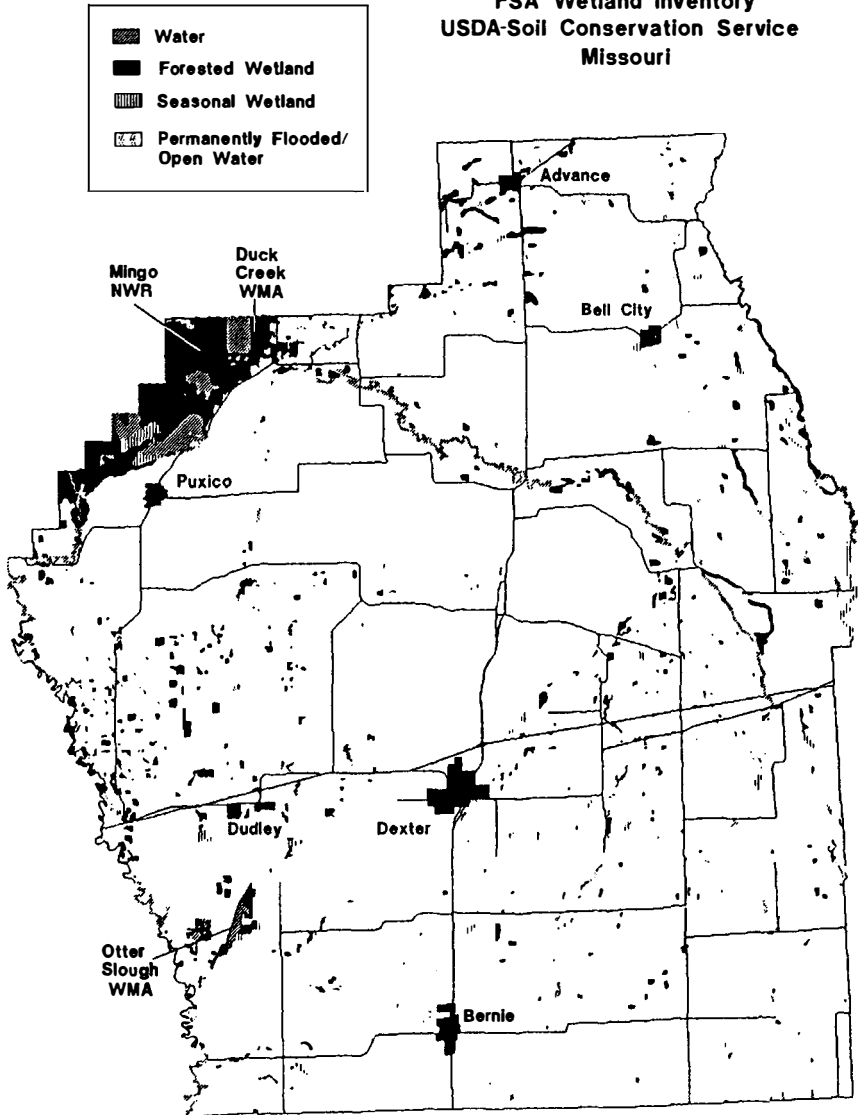 FSA Wetland Inventory
USDA-Soil Conservation Service
Missouri
Water
Forested Wetland
Seasonal Wetland
Permanently Flooded/
Open Water
Advance
Duck
Creek
WMA
Mingo
NWR
Bell City
Puxico
Dudley
Dexter
Otter
Slough
WMA
Bernie